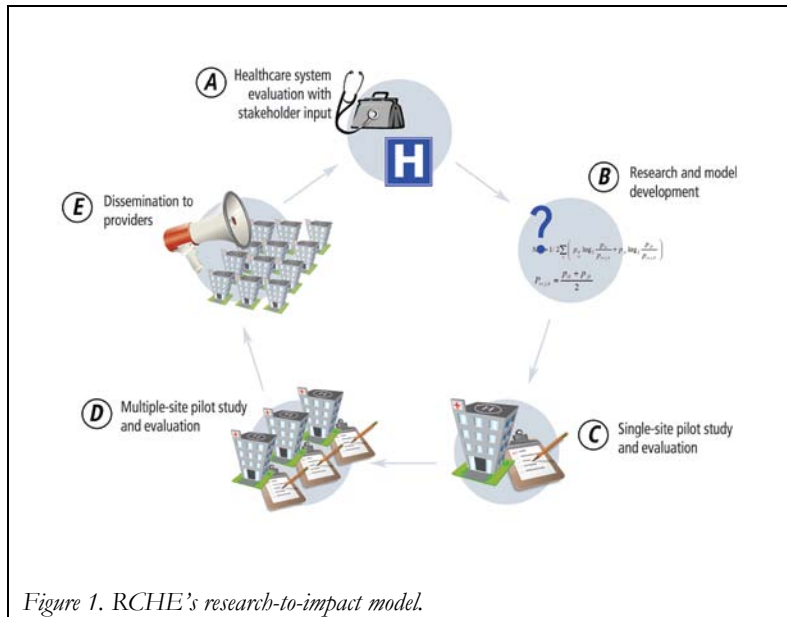 A
Healthcare system
evaluation with
stakeholder input
H
B
Research and model
development
?
C
Single-site pilot study
and evaluation
D
Multiple-site pilot study
and evaluation
E
Dissemination to
providers
Figure 1. RCHE's research-to-impact model.